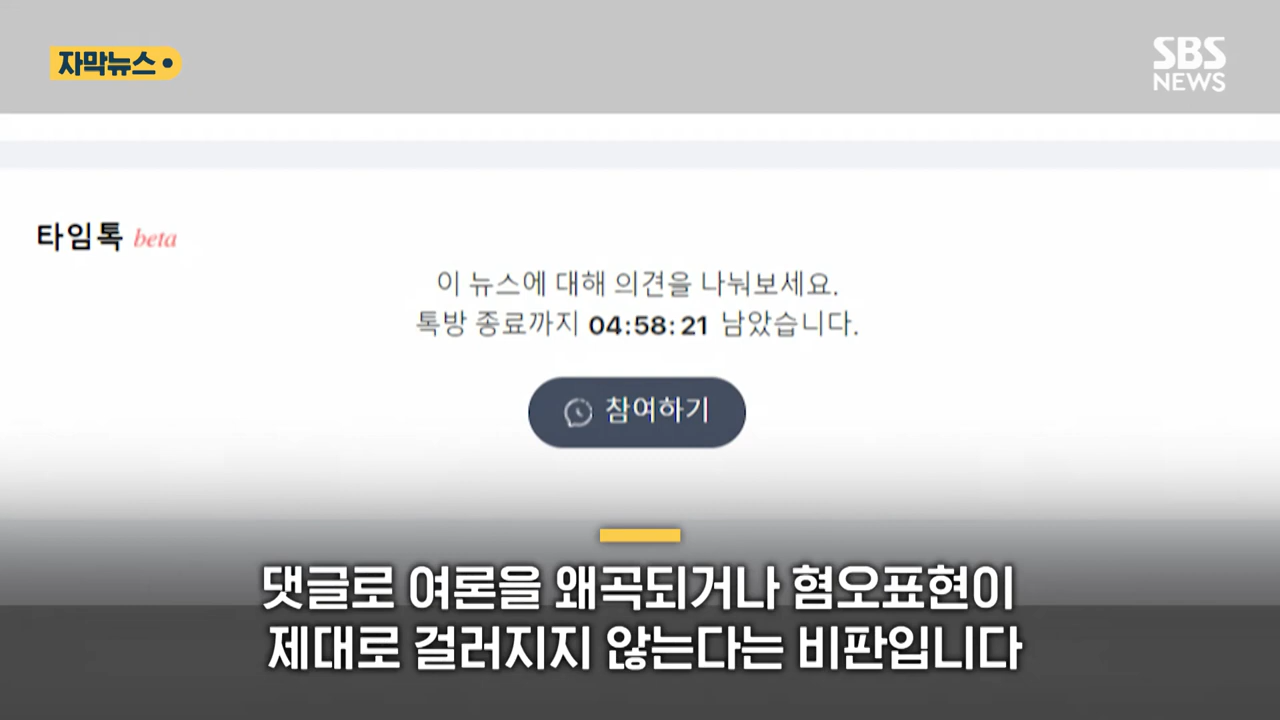 자막뉴스
SBS
NEWS
타임톡 beta
이 뉴스에 대해 의견을 나눠보세요.
톡방 종료까지 04:58:21 남았습니다.
참여하기
댓글로 여론을 왜곡되거나 혐오표현이
제대로 걸러지지 않는다는 비판입니다